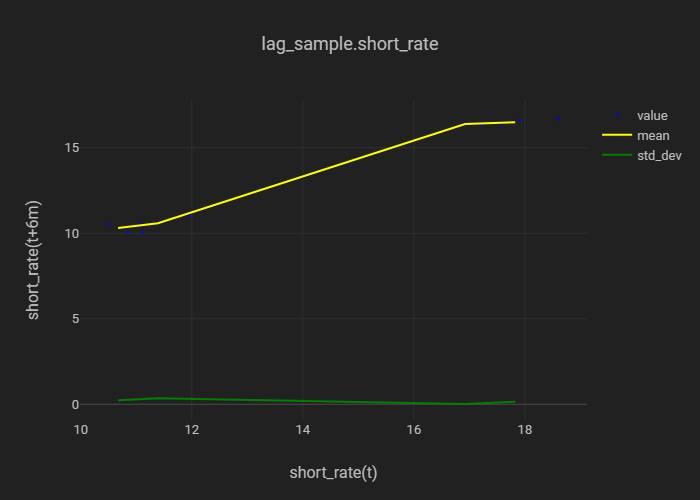 lag_sample.short_rate
value
mean
std_dev
short_rate(t+6m)
15
10
5
0
10
12
14
16
18
short_rate(t)